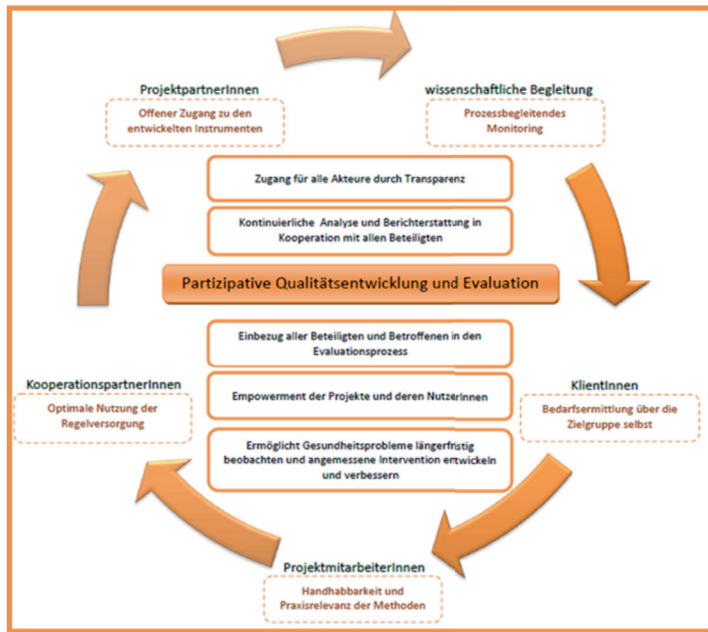 ProjektpartnerInnen
Offener Zugang zu den
entwickelten Instrumenten
wissenschaftliche Begleitung
Prozessbegleitendes
Monitoring
Zugang für alle Akteure durch Transparenz
Kontinuierliche Analyse und Berichterstattung in
Kooperation mit allen Beteiligten
Partizipative Qualitätsentwicklung und Evaluation
Einbezug aller Beteiligten und Betroffenen in den
Evaluationsprozess
Empowerment der Projekte und deren NutzerInnen
Ermöglicht Gesundheitsprobleme längerfristig
beobachten und angemessene Intervention entwickeln
und verbessern
KooperationspartnerInnen
Optimale Nutzung der
Regelversorgung
KlientInnen
Bedarfsermittlung über die
Zielgruppe selbst
ProjektmitarbeiterInnen
Handhabbarkeit und
Praxisrelevanz der Methoden